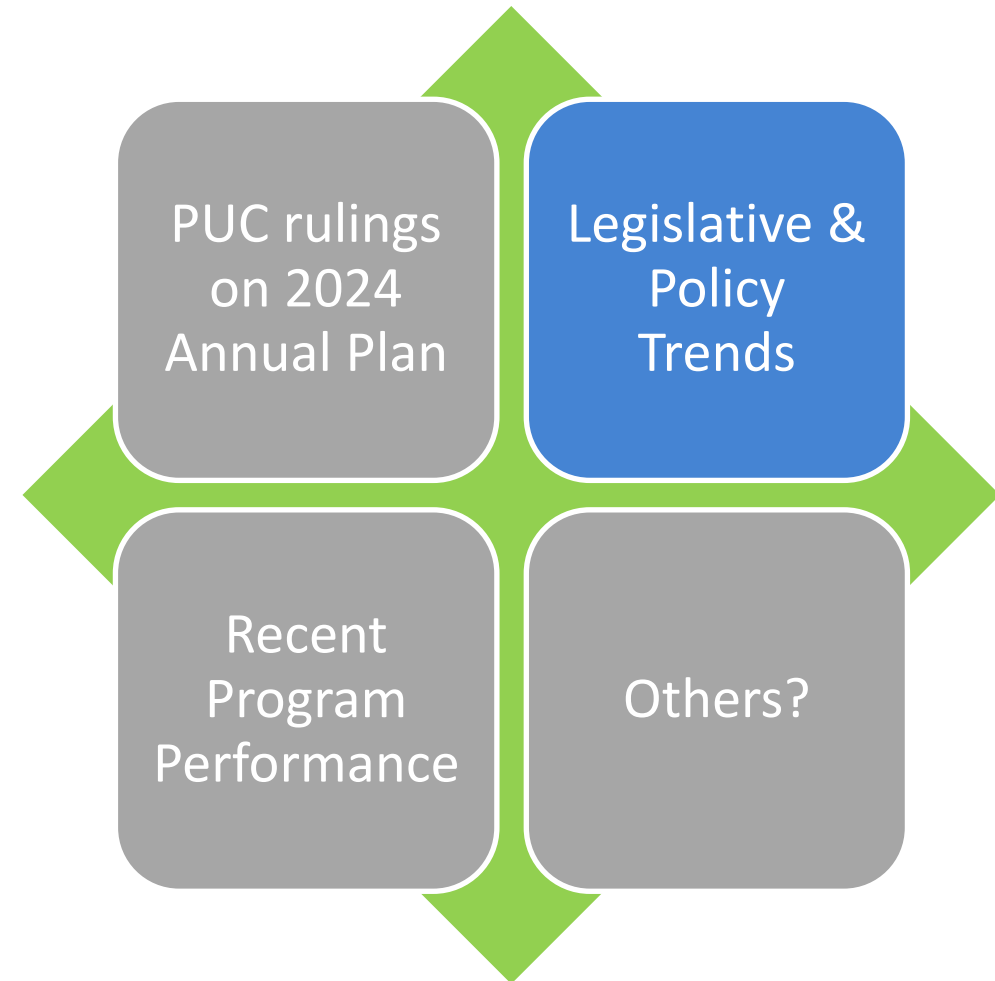 PUC rulings
on 2024
Annual Plan
Legislative &
Policy
Trends
Recent
Program
Performance
Others?